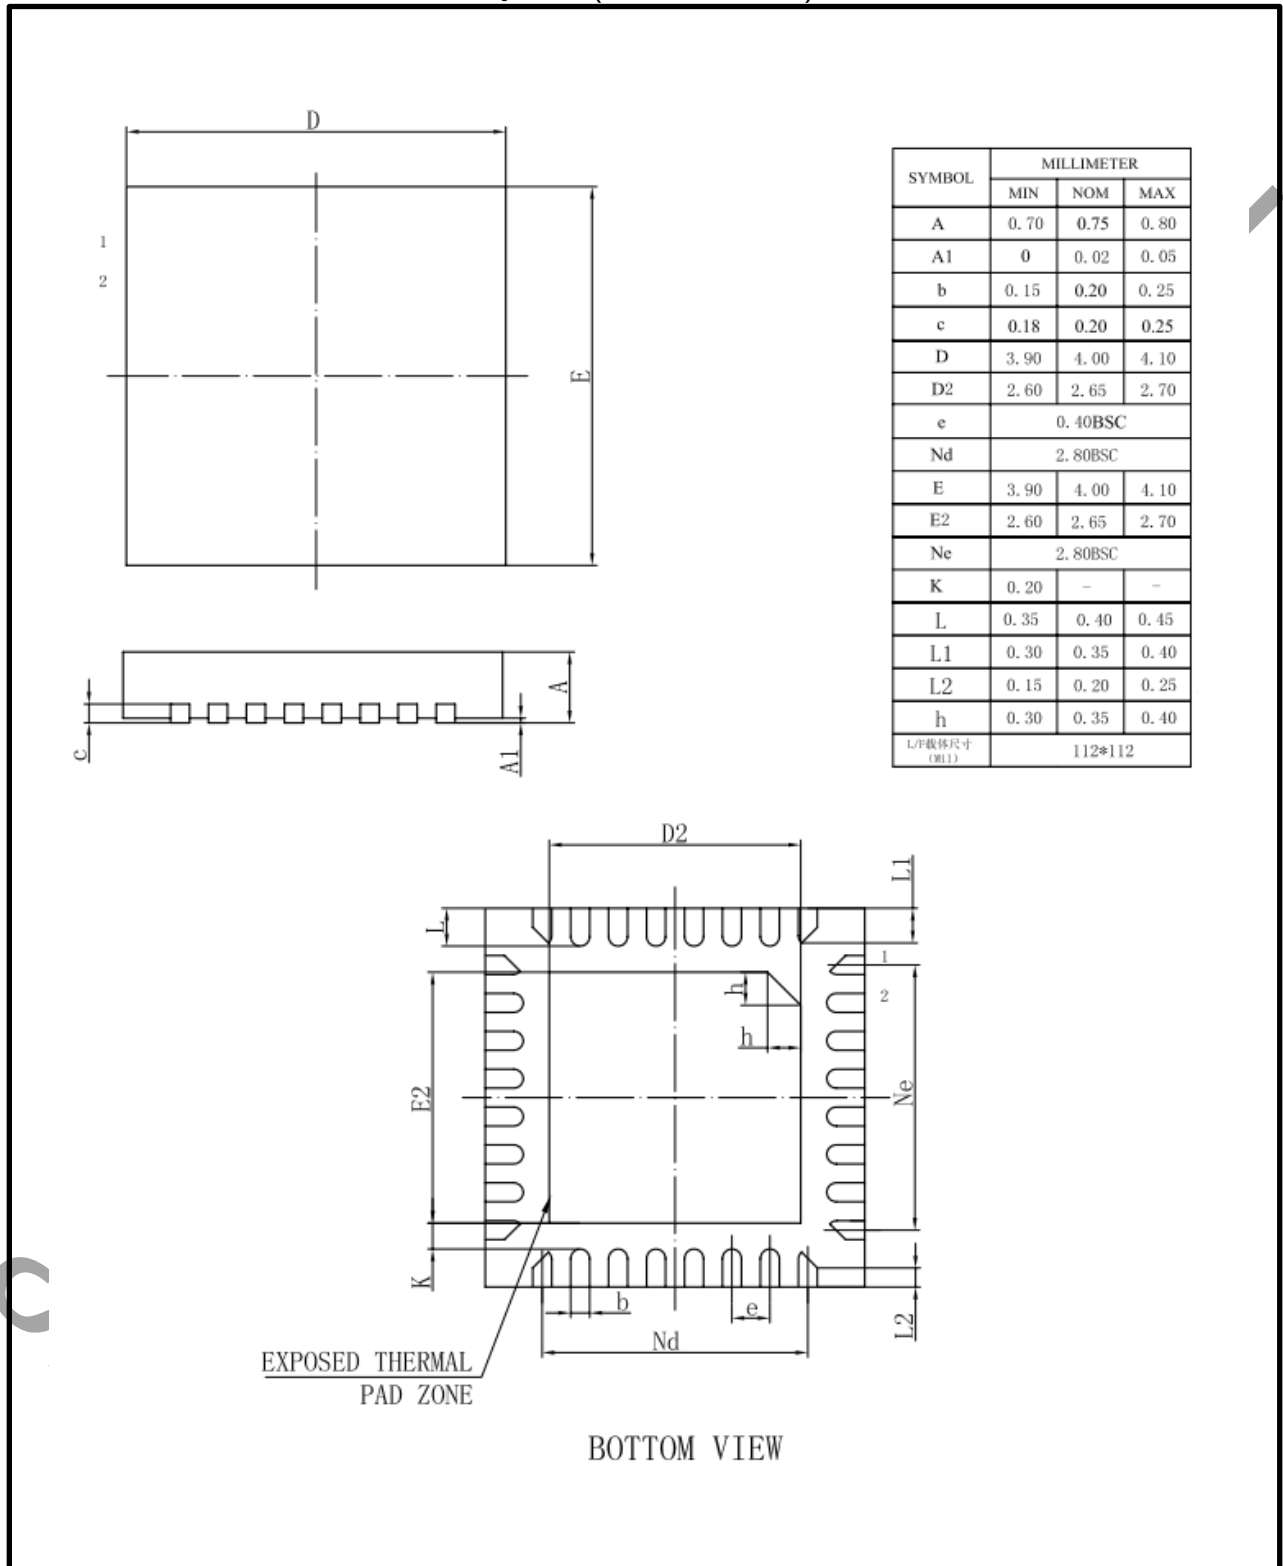 D
1
2
E
A
c
A1
SYMBOL MILLIMETER
MIN NOM MAX
A 0.70 0.75 0.80
A1 0 0.02 0.05
b 0.15 0.20 0.25
c 0.18 0.20 0.25
D 3.90 4.00 4.10
D2 2.60 2.65 2.70
e 0.40BSC
Nd 2.80BSC
E 3.90 4.00 4.10
E2 2.60 2.65 2.70
Ne 2.80BSC
K 0.20 - -
L 0.35 0.40 0.45
L1 0.30 0.35 0.40
L2 0.15 0.20 0.25
h 0.30 0.35 0.40
L/F载体尺寸
(Mil)
112*112
D2
L1
L
1
2
h
h
E2
Ne
K
b
e
L2
Nd
EXPOSED THERMAL
PAD ZONE
BOTTOM VIEW